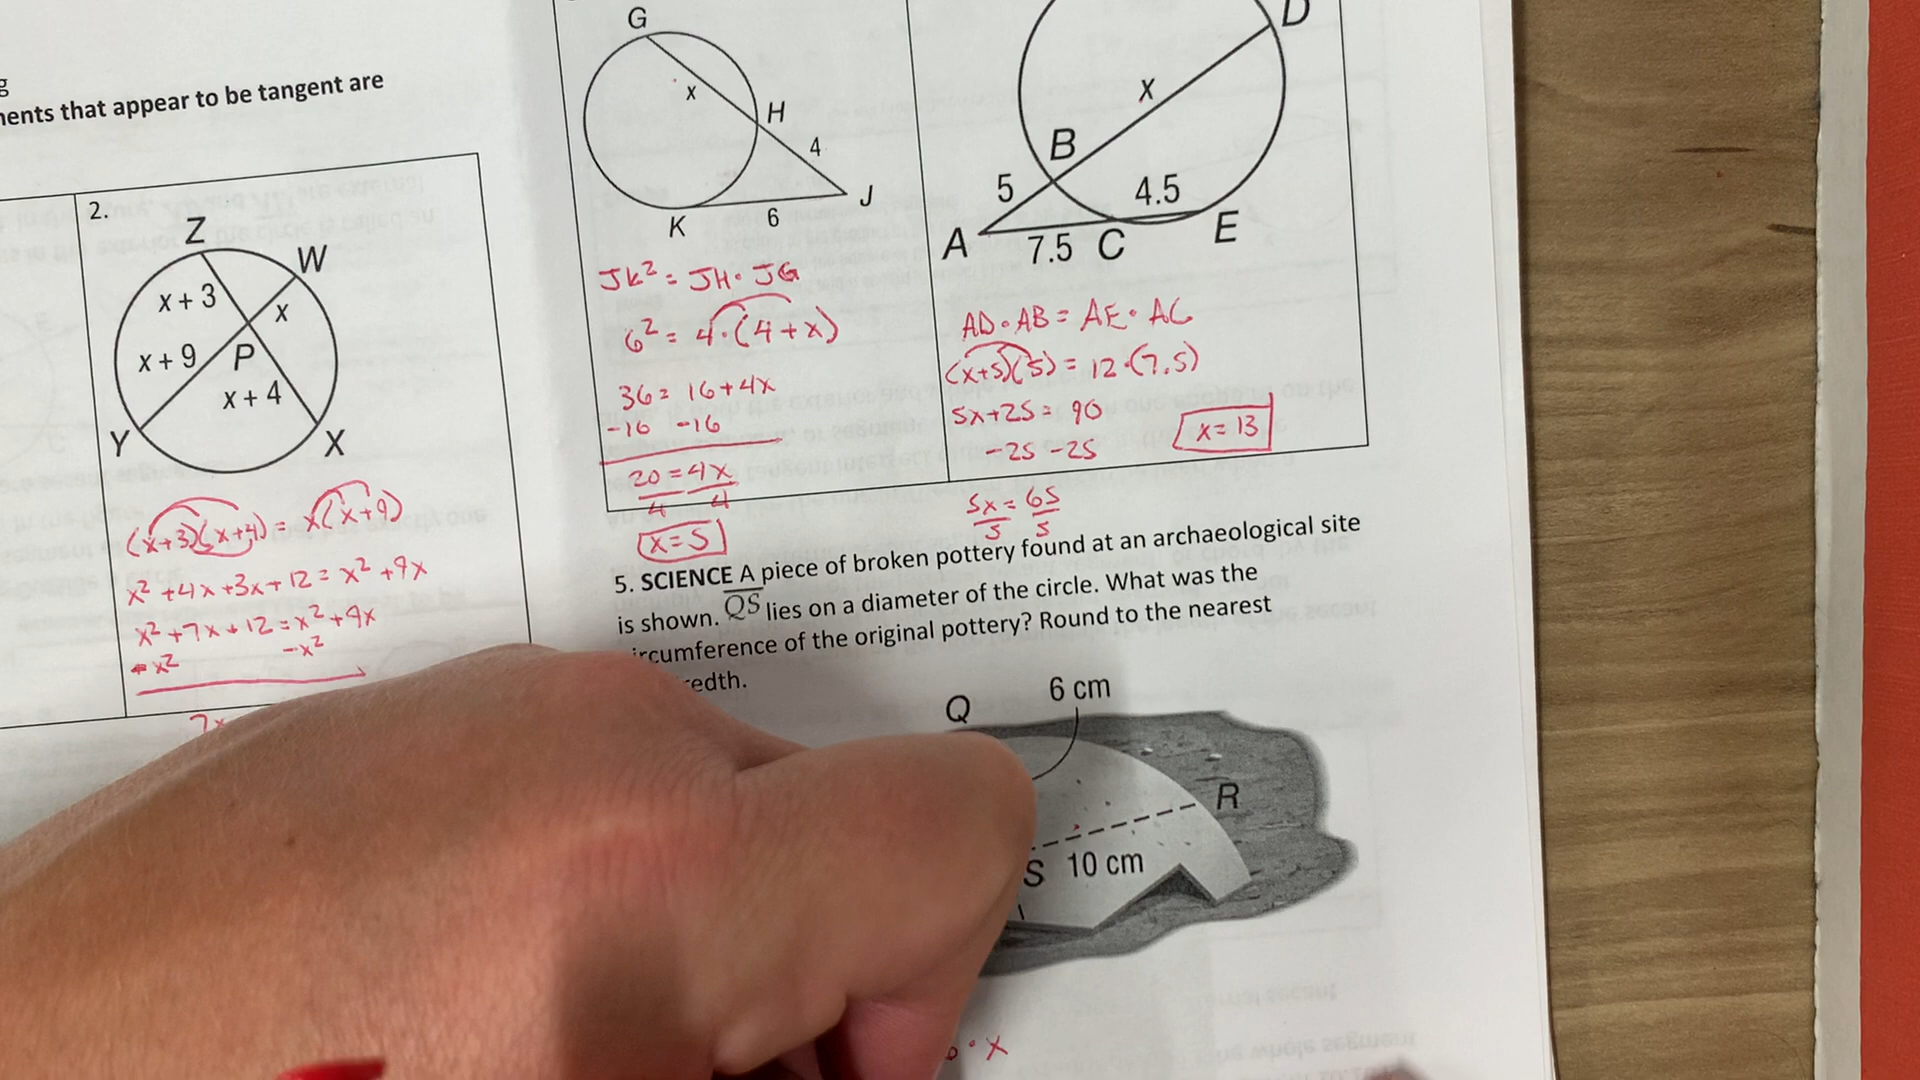 g
ments that appear to be tangent are
2.
Z
W
x + 3
x
x + 9
P
x + 4
Y
X
(x+3)(x+4) = x(x+9)
x² +4x +3x +12 = x² +9x
x² +7x +12 = x² +9x
-x² -x²
7x
G
x
H
4
J
K
6
JK² = JH · JG
6² = 4·(4+x)
36 = 16+4x
-16 -16
20 = 4x
4 4
x = 5
D
x
B
5
4.5
A
7.5
C
E
AD · AB = AE · AC
(x+5)(5) = 12·(7.5)
5x+25 = 90
-25 -25
x = 13
5x = 65
5 5
5. SCIENCE A piece of broken pottery found at an archaeological site
is shown. QS lies on a diameter of the circle. What was the
ircumference of the original pottery? Round to the nearest
redth.
Q
6 cm
R
S
10 cm
· x